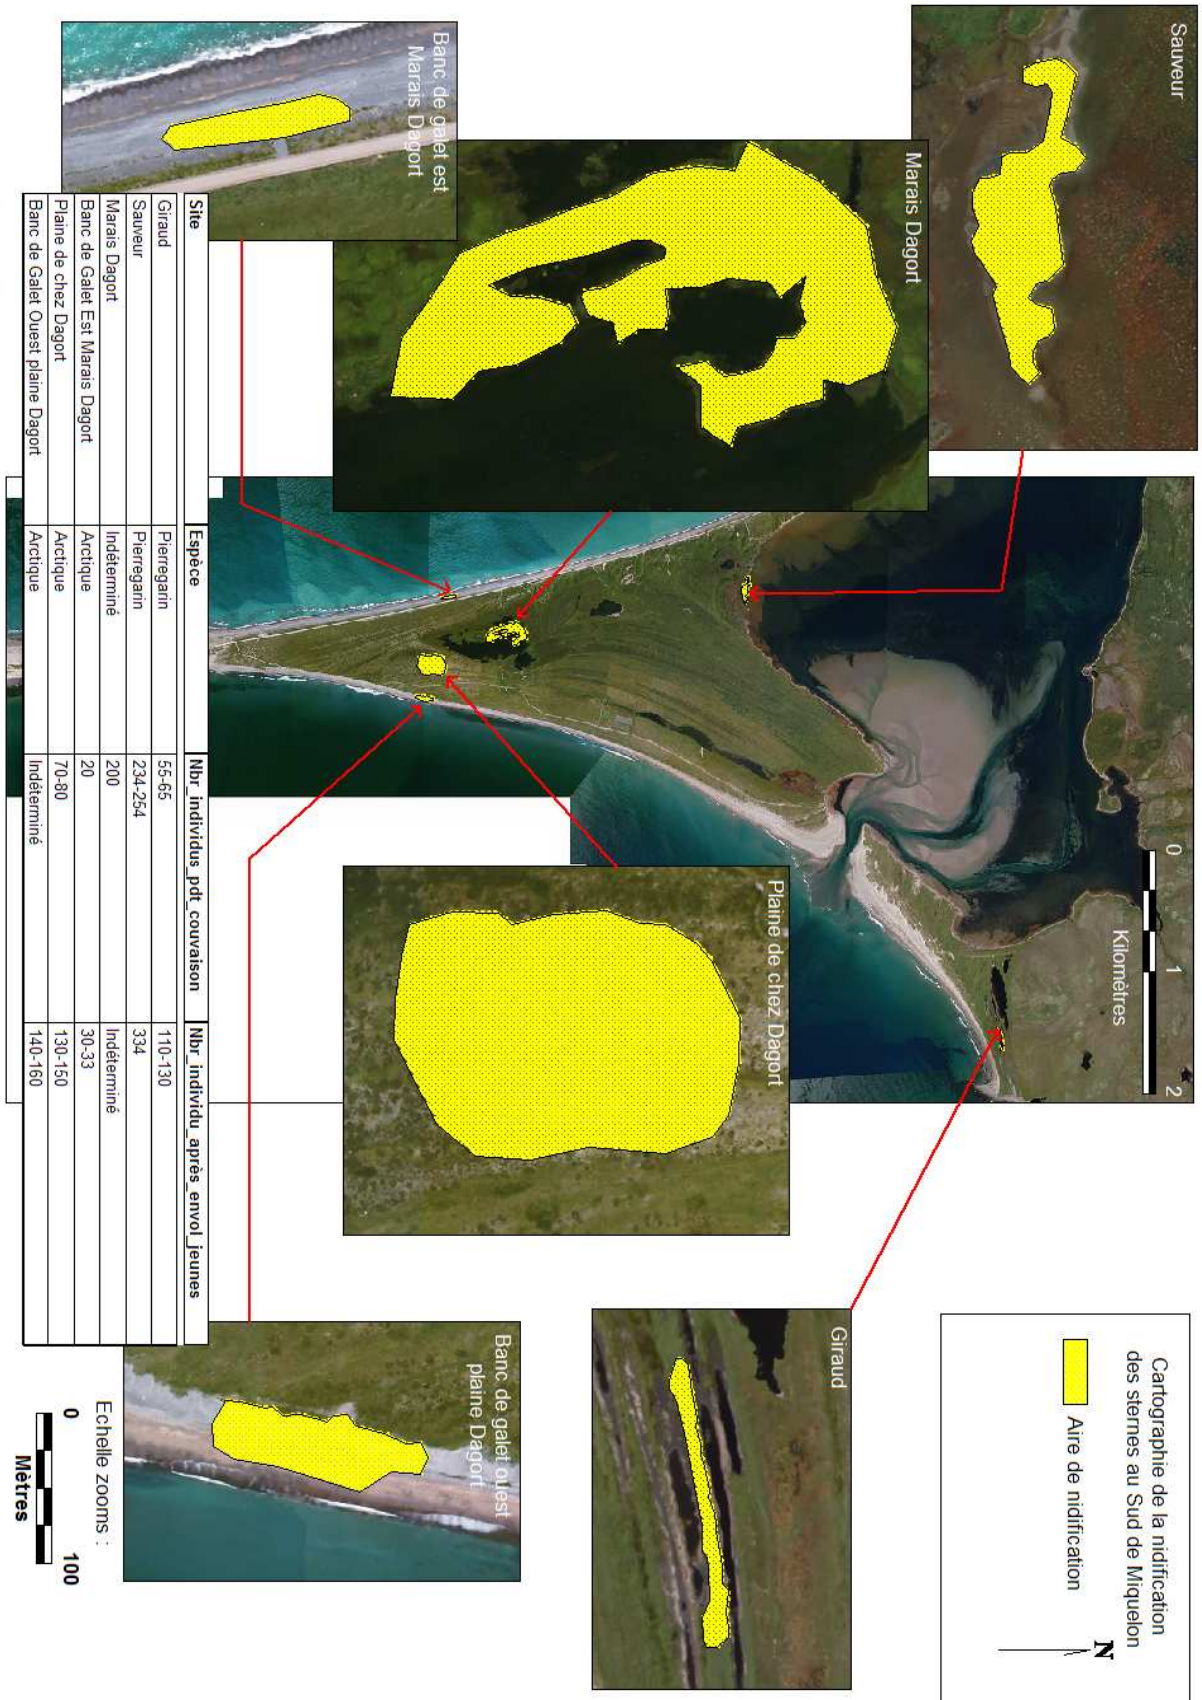 Cartographie de la nidification
des sternes au Sud de Miquelon
Aire de nidification
N
Sauveur
Marais Dagort
Banc de galet est
Marais Dagort
0 1 2
Kilomètres
Plaine de chez Dagort
Giraud
Banc de galet ouest
plaine Dagort
Echelle zooms :
0 100
Mètres
Site Espèce Nbr_individus_pdt_couvaison Nbr_individu_après_envol_jeunes
Giraud Pierregarin 55-65 110-130
Sauveur Pierregarin 234-254 334
Marais Dagort Indéterminé 200 Indéterminé
Banc de Galet Est Marais Dagort Arctique 20 30-33
Plaine de chez Dagort Arctique 70-80 130-150
Banc de Galet Ouest plaine Dagort Arctique Indéterminé 140-160